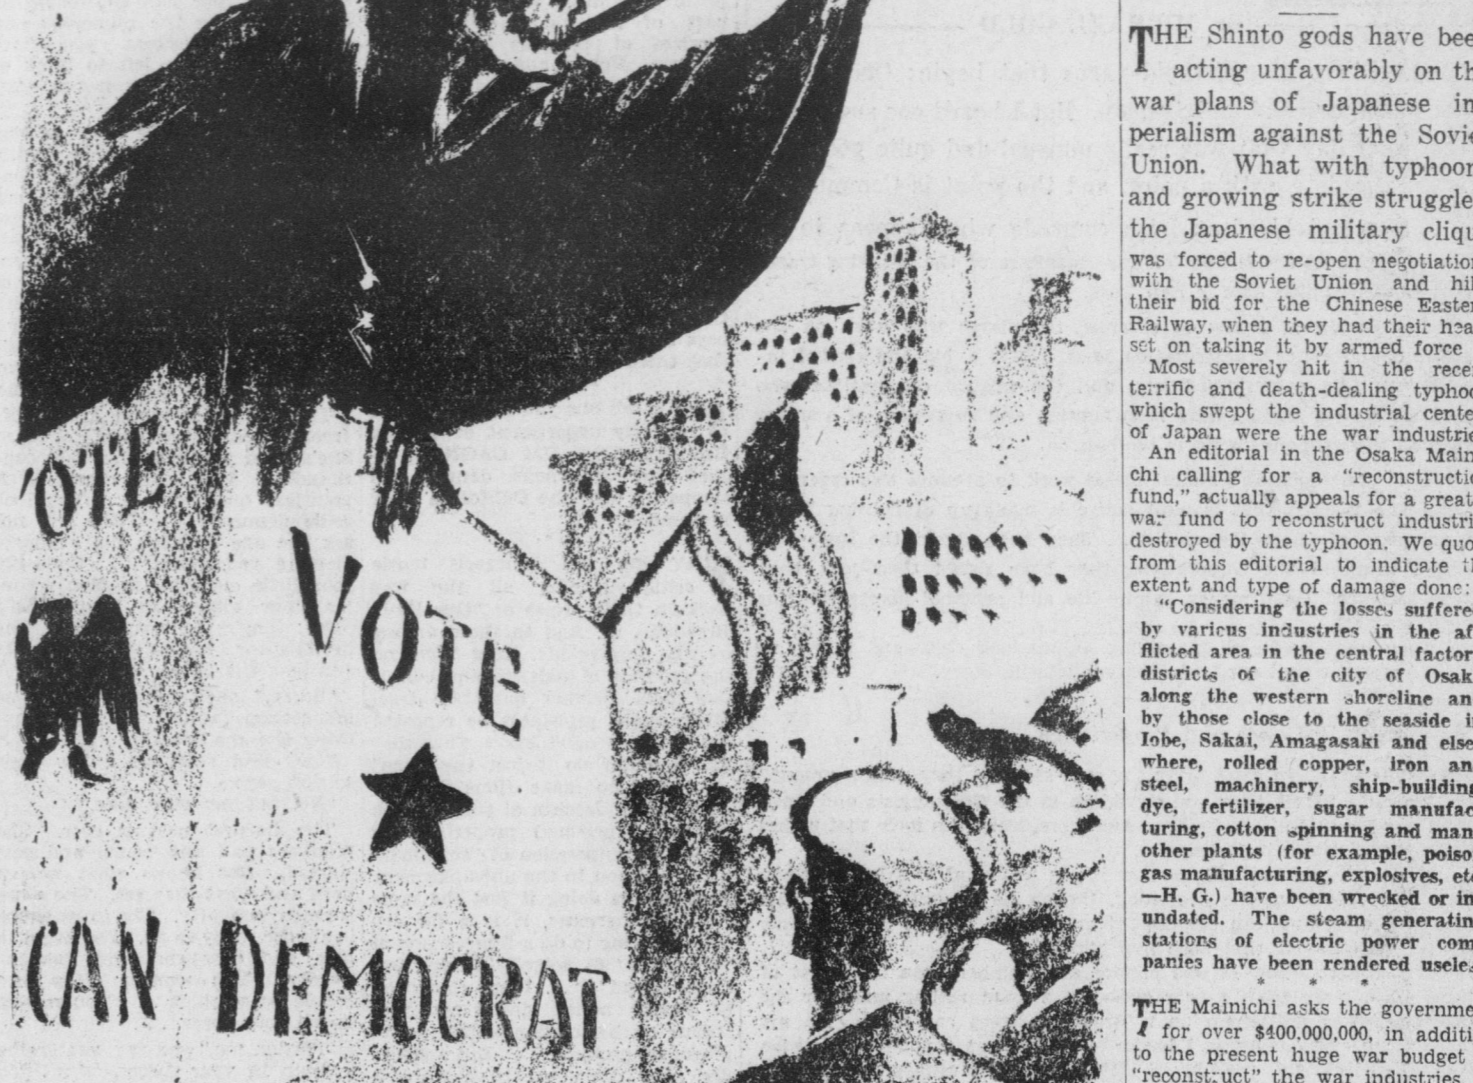 VOTE
VOTE
CAN DEMOCRAT
THE Shinto gods have bee
acting unfavorably on th
war plans of Japanese im
perialism against the Sovie
Union. What with typhoon
and growing strike struggle
the Japanese military cliqu
was forced to re-open negotiation
with the Soviet Union and hik
their bid for the Chinese Easter
Railway, when they had their hea
set on taking it by armed force
Most severely hit in the recen
terrific and death-dealing typhoo
which swept the industrial cente
of Japan were the war industrie
An editorial in the Osaka Main
chi calling for a "reconstructio
fund," actually appeals for a great
war fund to reconstruct industri
destroyed by the typhoon. We quo
from this editorial to indicate th
extent and type of damage done:
"Considering the losses suffere
by various industries in the af
flicted area in the central factor
districts of the city of Osak
along the western shoreline an
by those close to the seaside i
Iobe, Sakai, Amagasaki and else
where, rolled copper, iron an
steel, machinery, ship-building
dye, fertilizer, sugar manufac
turing, cotton spinning and man
other plants (for example, poiso
gas manufacturing, explosives, etc
—H. G.) have been wrecked or in
undated. The steam generatin
stations of electric power com
panies have been rendered useles
* * *
THE Mainichi asks the governme
for over $400,000,000, in additi
to the present huge war budget
"reconstruct" the war industries